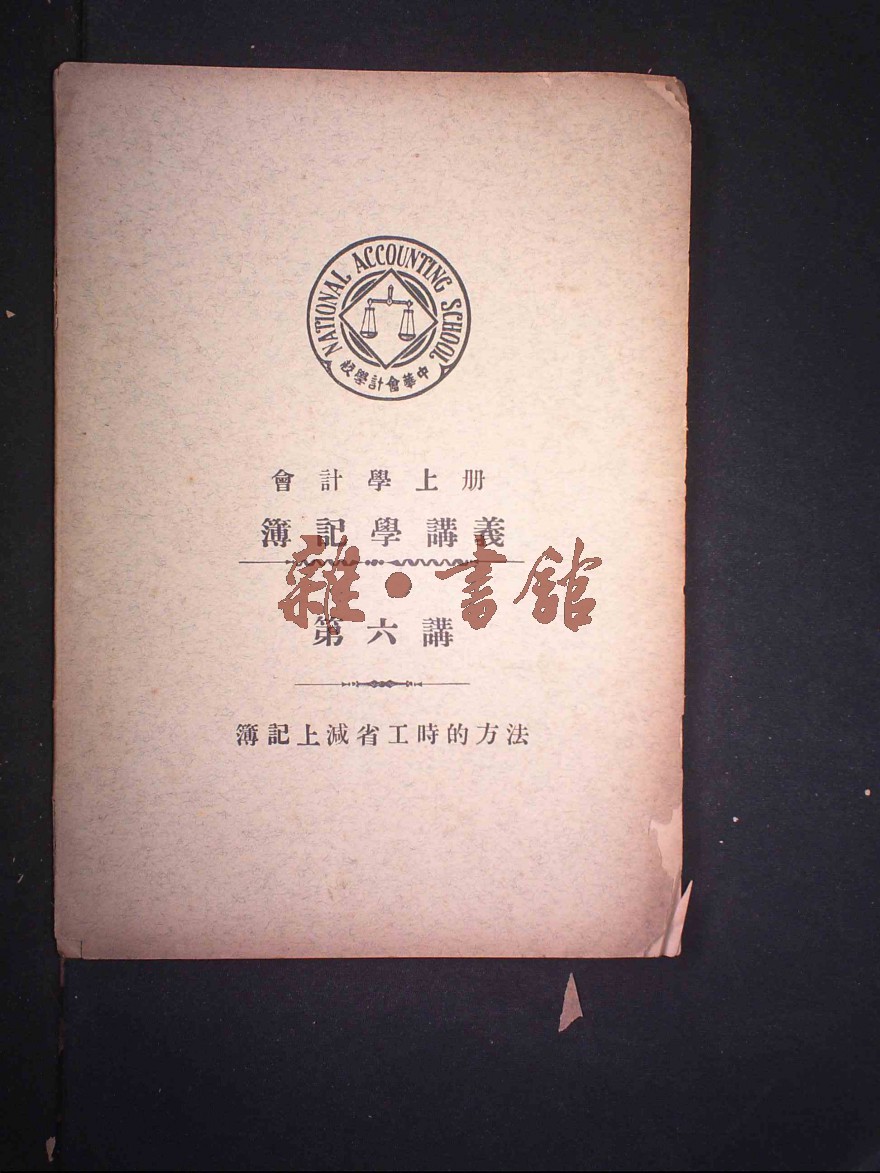 NATIONAL ACCOUNTING SCHOOL
中華會計學校
會計學上册
簿記學講義
雜·書館
第六講
簿記上減省工時的方法